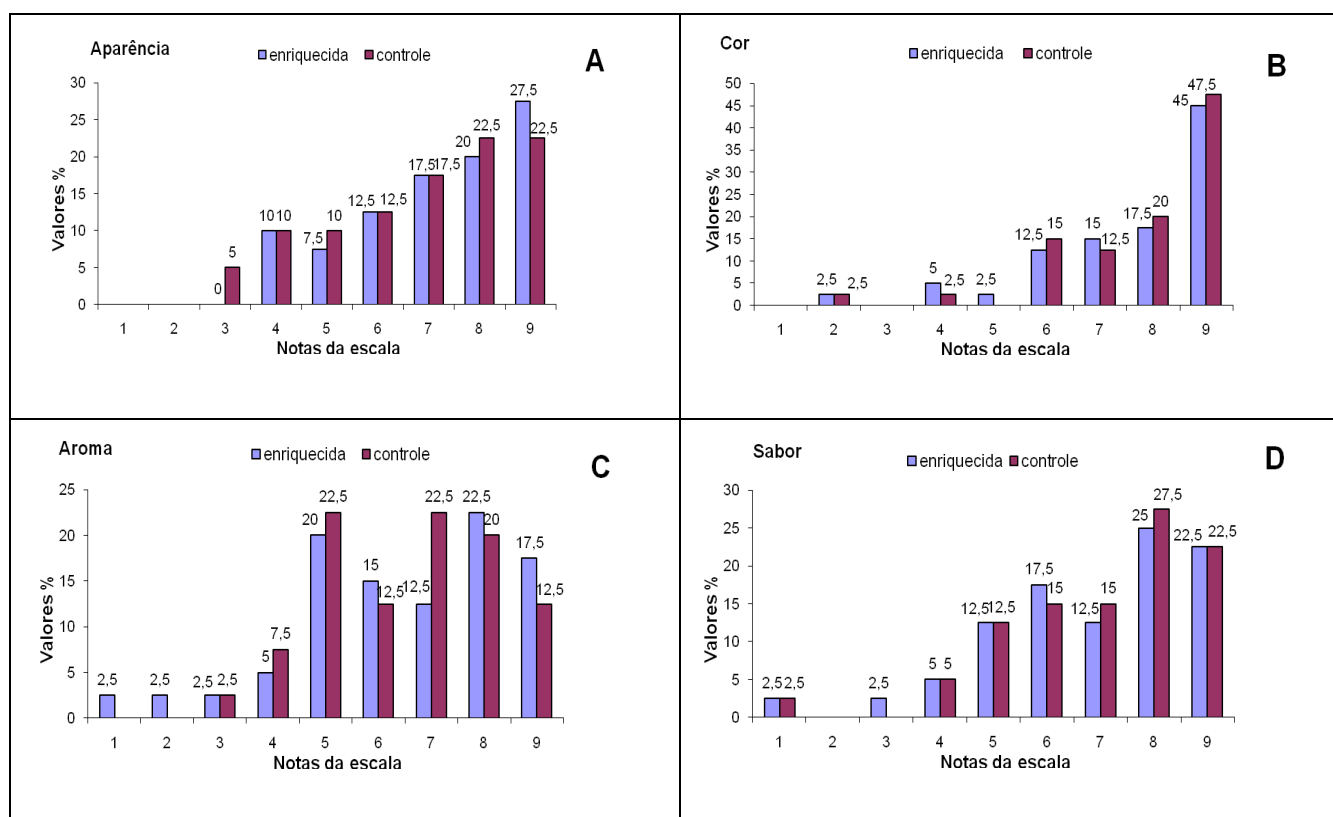 Aparência
enriquecida controle
A
Valores %
30
25
20
15
10
5
0
0 5
10 10
7,5 10
12,5 12,5
17,5 17,5
20 22,5
27,5 22,5
1 2 3 4 5 6 7 8 9
Notas da escala
Cor
enriquecida controle
B
Valores %
50
45
40
35
30
25
20
15
10
5
0
2,5 2,5
5 2,5
2,5
12,5 15
15 12,5
17,5 20
45 47,5
1 2 3 4 5 6 7 8 9
Notas da escala
Aroma
enriquecida controle
C
Valores %
25
20
15
10
5
0
2,5
2,5
2,5 2,5
5 7,5
20 22,5
15 12,5
12,5 22,5
22,5 20
17,5 12,5
1 2 3 4 5 6 7 8 9
Notas da escala
Sabor
enriquecida controle
D
Valores %
30
25
20
15
10
5
0
2,5 2,5
2,5
5 5
12,5 12,5
17,5 15
12,5 15
25 27,5
22,5 22,5
1 2 3 4 5 6 7 8 9
Notas da escala